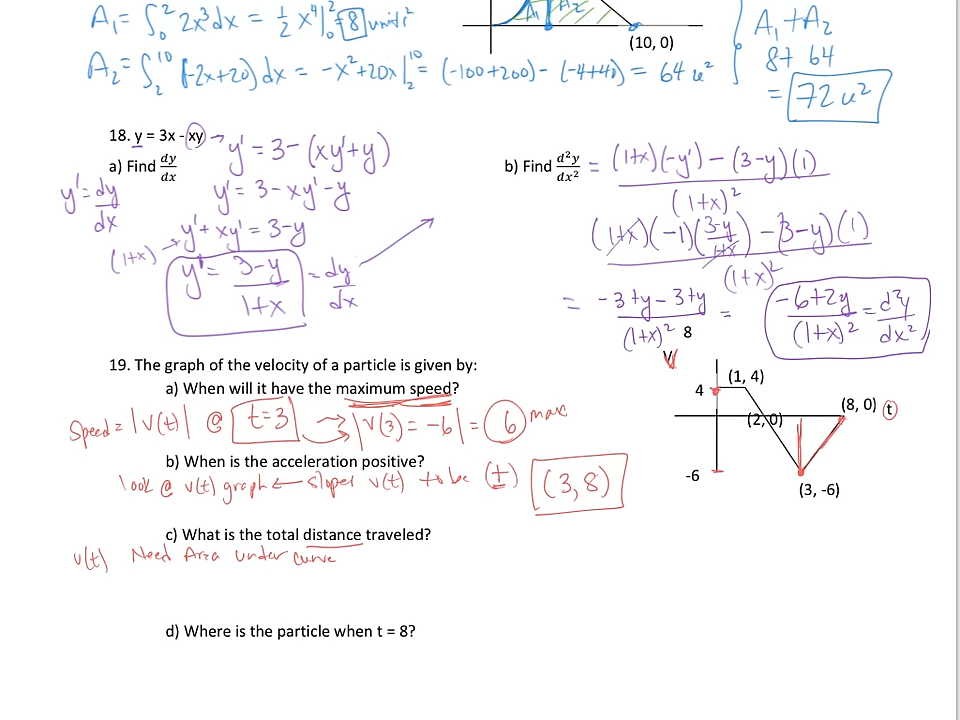 A₁ = ∫₀² 2x³dx = ½ x⁴|₀² = 8 units²
A₁ A₂
(10, 0)
A₁ + A₂
A₂ = ∫₂¹⁰ (-2x+20) dx = -x²+20x|₂¹⁰ = (-100+200) - (-4+40) = 64 u²
8 + 64
= 72 u²
18. y = 3x - xy → y' = 3 - (xy'+y)
a) Find dy/dx
y' = dy/dx
y' = 3 - xy' - y
(1+x) → y' + xy' = 3-y
y' = (3-y)/(1+x) = dy/dx
b) Find d²y/dx² = ((1+x)(-y') - (3-y)(1))/(1+x)²
((1+x)(-1)((3-y)/(1+x)) - (3-y)(1))/(1+x)²
= (-3+y-3+y)/(1+x)² = (-6+2y)/(1+x)² = d²y/dx²
8
V
19. The graph of the velocity of a particle is given by:
a) When will it have the maximum speed?
4 (1, 4)
(8, 0) t
(2, 0)
Speed = |v(t)| @ t=3 → |v(3) = -6| = 6 max
b) When is the acceleration positive?
-6
(3, -6)
look @ v(t) graph ← slopes v(t) to be (+) (3, 8)
c) What is the total distance traveled?
v(t) Need Area under curve
d) Where is the particle when t = 8?